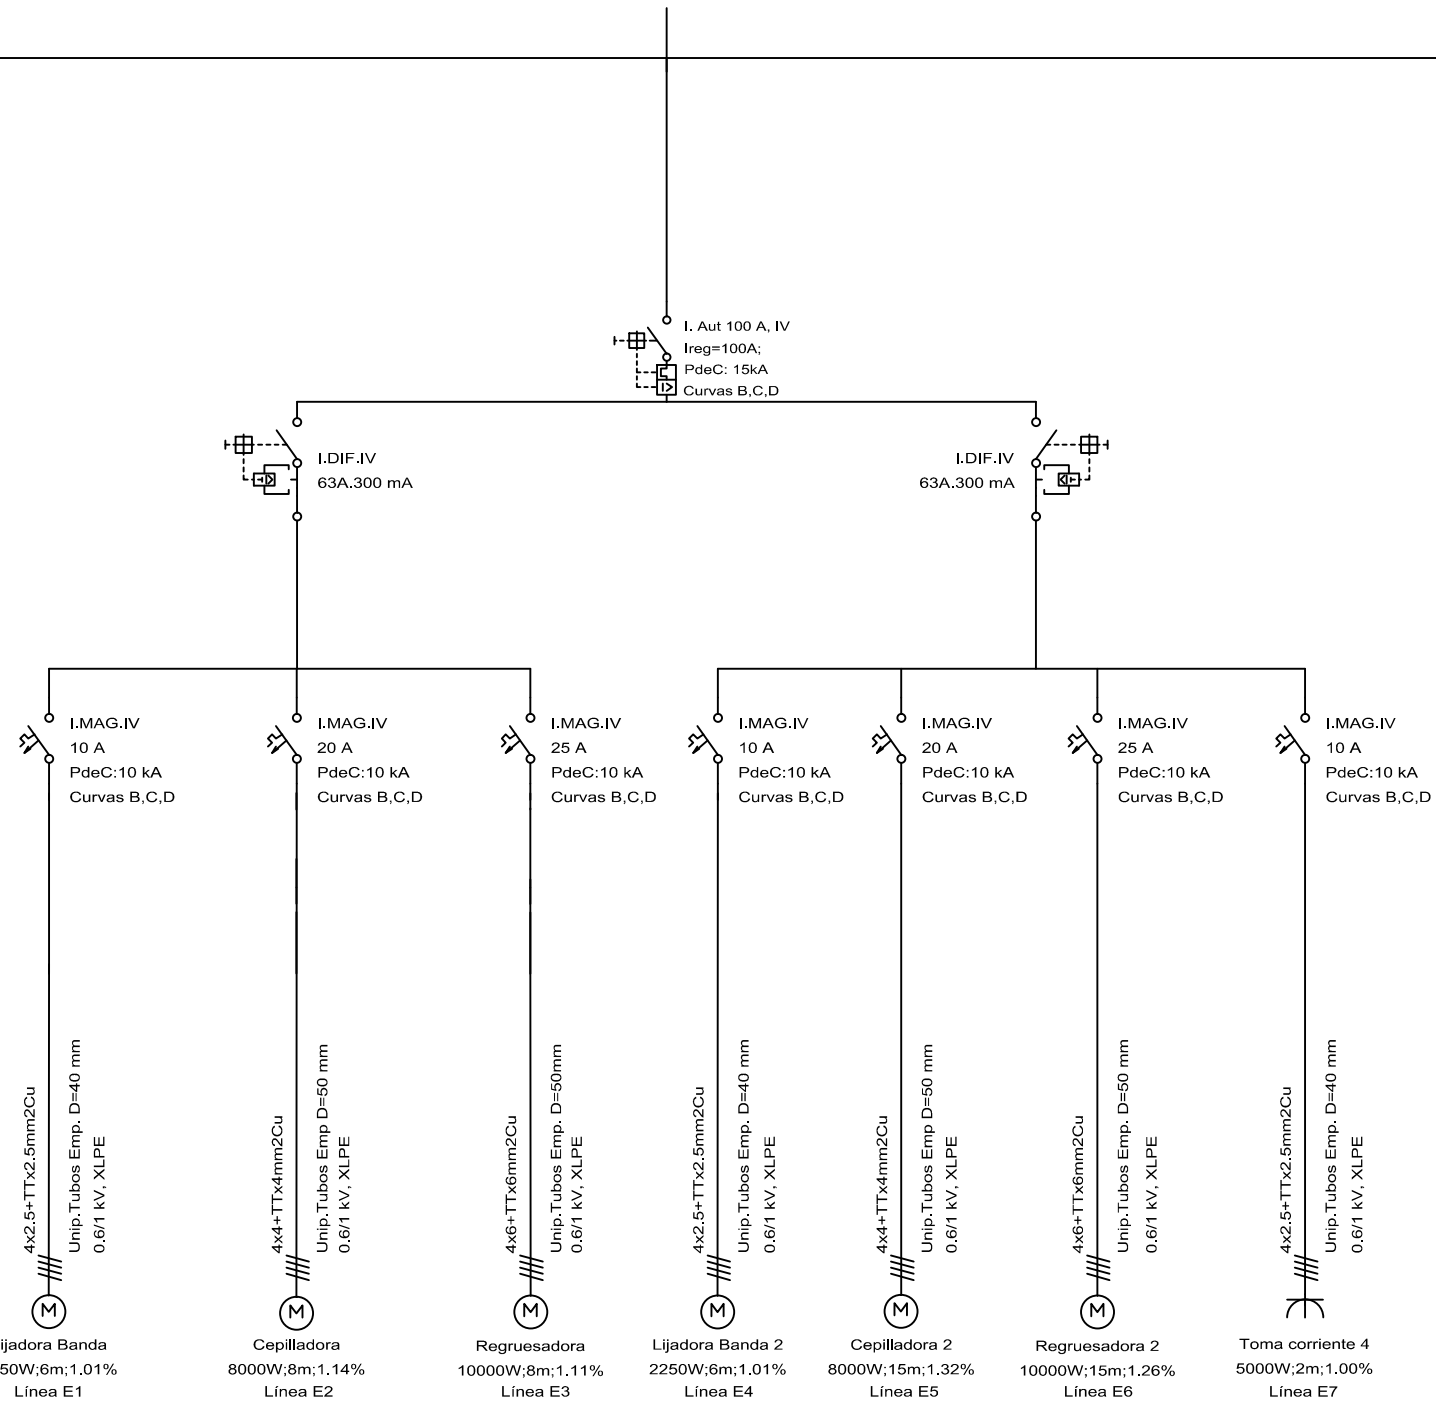 I. Aut 100 A, IV
Ireg=100A;
PdeC: 15kA
Curvas B,C,D
I.DIF.IV
63A.300 mA
I.DIF.IV
63A.300 mA
I.MAG.IV
10 A
PdeC:10 kA
Curvas B,C,D
I.MAG.IV
20 A
PdeC:10 kA
Curvas B,C,D
I.MAG.IV
25 A
PdeC:10 kA
Curvas B,C,D
I.MAG.IV
10 A
PdeC:10 kA
Curvas B,C,D
I.MAG.IV
20 A
PdeC:10 kA
Curvas B,C,D
I.MAG.IV
25 A
PdeC:10 kA
Curvas B,C,D
I.MAG.IV
10 A
PdeC:10 kA
Curvas B,C,D
4x2.5+TTx2.5mm2Cu
Unip.Tubos Emp. D=40 mm
0.6/1 kV, XLPE
4x4+TTx4mm2Cu
Unip.Tubos Emp D=50 mm
0.6/1 kV, XLPE
4x6+TTx6mm2Cu
Unip.Tubos Emp. D=50mm
0.6/1 kV, XLPE
4x2.5+TTx2.5mm2Cu
Unip.Tubos Emp. D=40 mm
0.6/1 kV, XLPE
4x4+TTx4mm2Cu
Unip.Tubos Emp D=50 mm
0.6/1 kV, XLPE
4x6+TTx6mm2Cu
Unip.Tubos Emp. D=50 mm
0.6/1 kV, XLPE
4x2.5+TTx2.5mm2Cu
Unip.Tubos Emp. D=40 mm
0.6/1 kV, XLPE
M
ijadora Banda
50W;6m;1.01%
Línea E1
M
Cepilladora
8000W;8m;1.14%
Línea E2
M
Regruesadora
10000W;8m;1.11%
Línea E3
M
Lijadora Banda 2
2250W;6m;1.01%
Línea E4
M
Cepilladora 2
8000W;15m;1.32%
Línea E5
M
Regruesadora 2
10000W;15m;1.26%
Línea E6
Toma corriente 4
5000W;2m;1.00%
Línea E7